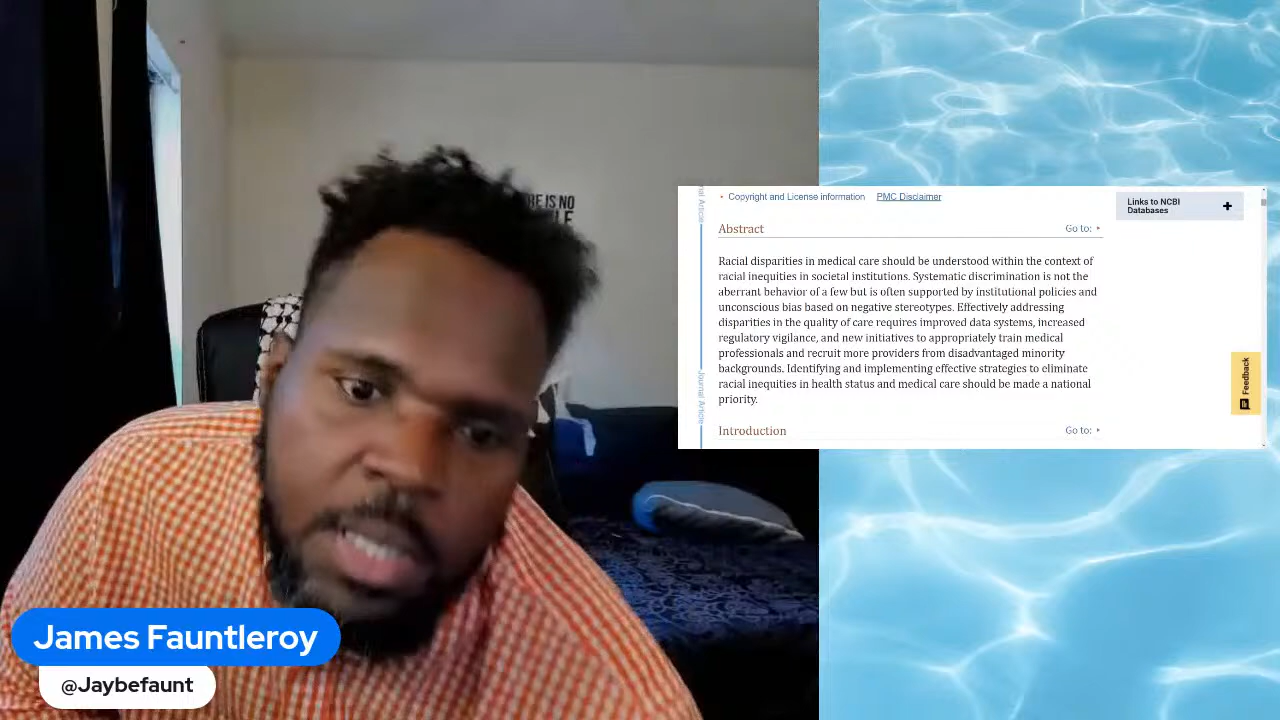 RE IS NO
Copyright and License information PMC Disclaimer
Links to NCBI
Databases
Abstract
Go to:
Racial disparities in medical care should be understood within the context of
racial inequities in societal institutions. Systematic discrimination is not the
aberrant behavior of a few but is often supported by institutional policies and
unconscious bias based on negative stereotypes. Effectively addressing
disparities in the quality of care requires improved data systems, increased
regulatory vigilance, and new initiatives to appropriately train medical
professionals and recruit more providers from disadvantaged minority
backgrounds. Identifying and implementing effective strategies to eliminate
racial inequities in health status and medical care should be made a national
priority.
Introduction
Go to:
Journal Article
Feedback
James Fauntleroy
@Jaybefaunt